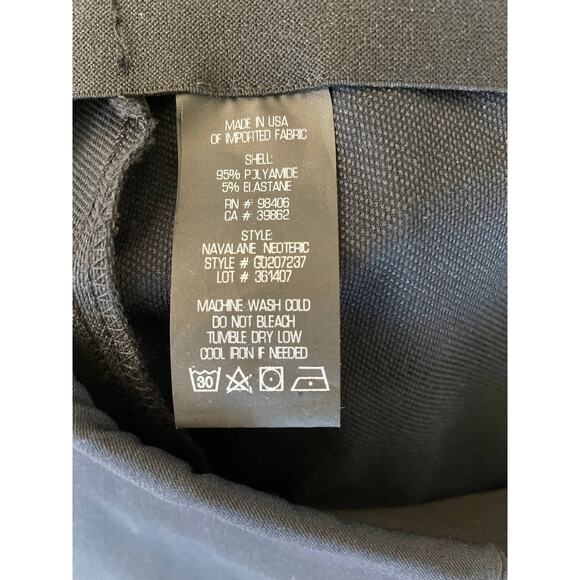 MADE IN USA
OF IMPORTED FABRIC
SHELL:
95% POLYAMIDE
5% ELASTANE
RN # 98406
CA # 39862
STYLE:
NAVALANE NEOTERIC
STYLE # G0207237
LOT # 361407
MACHINE WASH COLD
DO NOT BLEACH
TUMBLE DRY LOW
COOL IRON IF NEEDED
30